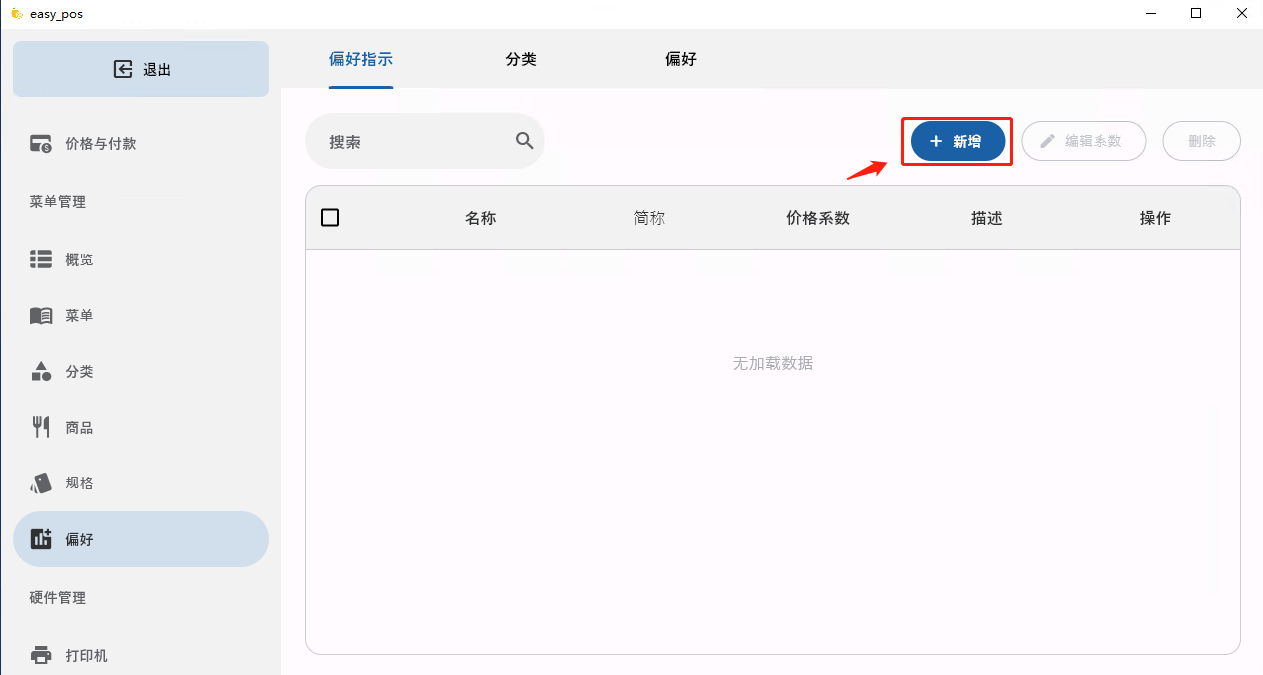 easy_pos
退出
偏好指示 分类 偏好
价格与付款
搜索
新增 编辑系数 删除
菜单管理
名称 简称 价格系数 描述 操作
概览
菜单
无加载数据
分类
商品
规格
偏好
硬件管理
打印机